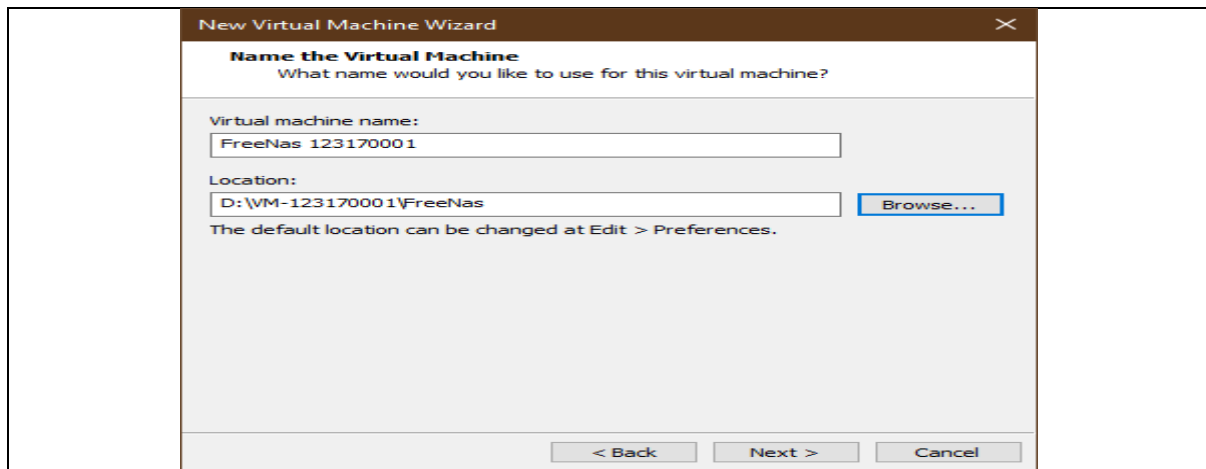 New Virtual Machine Wizard
Name the Virtual Machine
What name would you like to use for this virtual machine?
Virtual machine name:
FreeNas 123170001
Location:
D:\VM-123170001\FreeNas
Browse...
The default location can be changed at Edit > Preferences.
< Back
Next >
Cancel